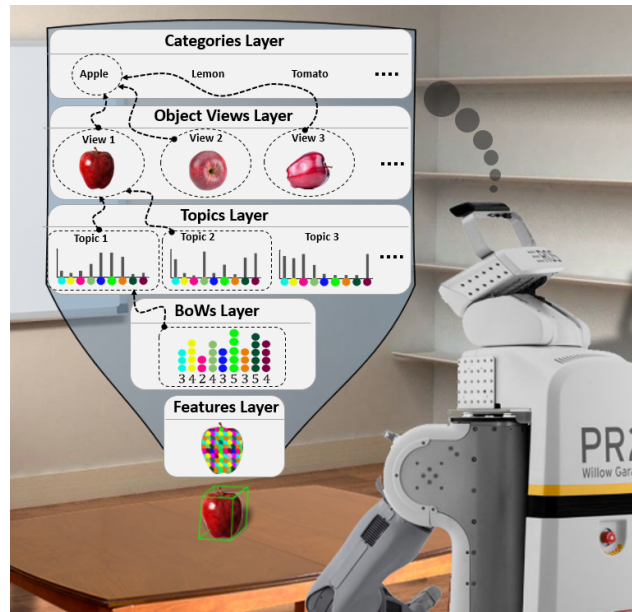 Categories Layer
Apple Lemon Tomato ....
Object Views Layer
View 1 View 2 View 3
....
Topics Layer
Topic 1 Topic 2 Topic 3
....
BoWs Layer
3 4 2 4 3 5 3 5 4
Features Layer
PR2
Willow Gara